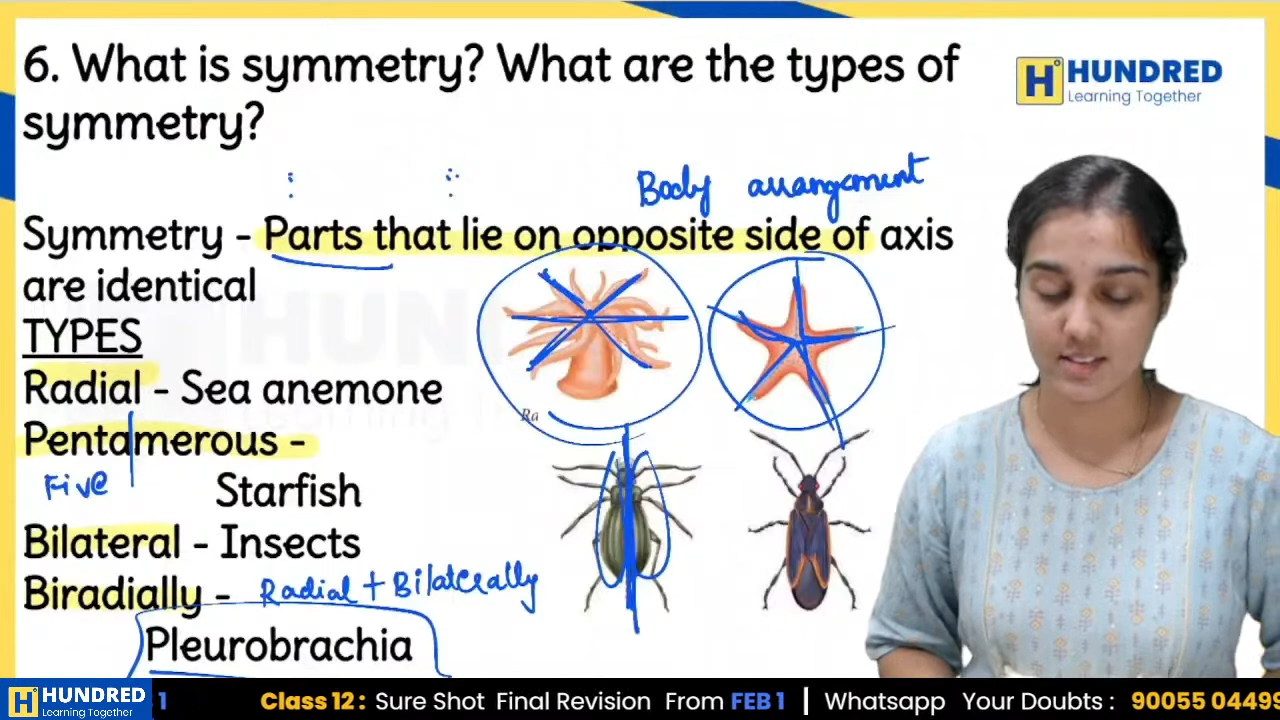 6. What is symmetry? What are the types of
symmetry?
HUNDRED
Learning Together
Body arrangement
Symmetry - Parts that lie on opposite side of axis
are identical
TYPES
Radial - Sea anemone
Ra
Pentamerous -
Five
Starfish
Bilateral - Insects
Biradially - Radial + Bilaterally
Pleurobrachia
HUNDRED
Learning Together
1 Class 12: Sure Shot Final Revision From FEB 1 | Whatsapp Your Doubts : 90055 04499